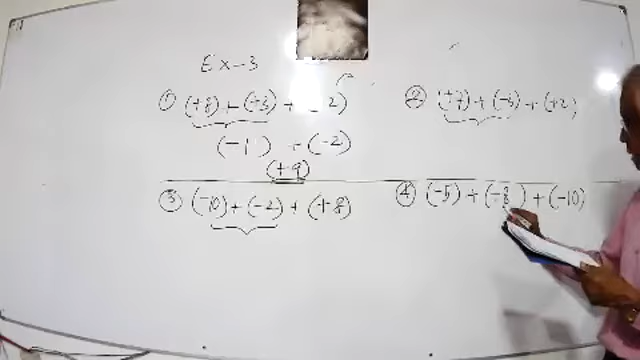 Ex-3
① (+8) + (+3) + (-2)
(-11) + (-2)
(+9)
② (+7) + (-3) + (+2)
③ (-10) + (-2) + (+8)
④ (-5) + (-8) + (-10)